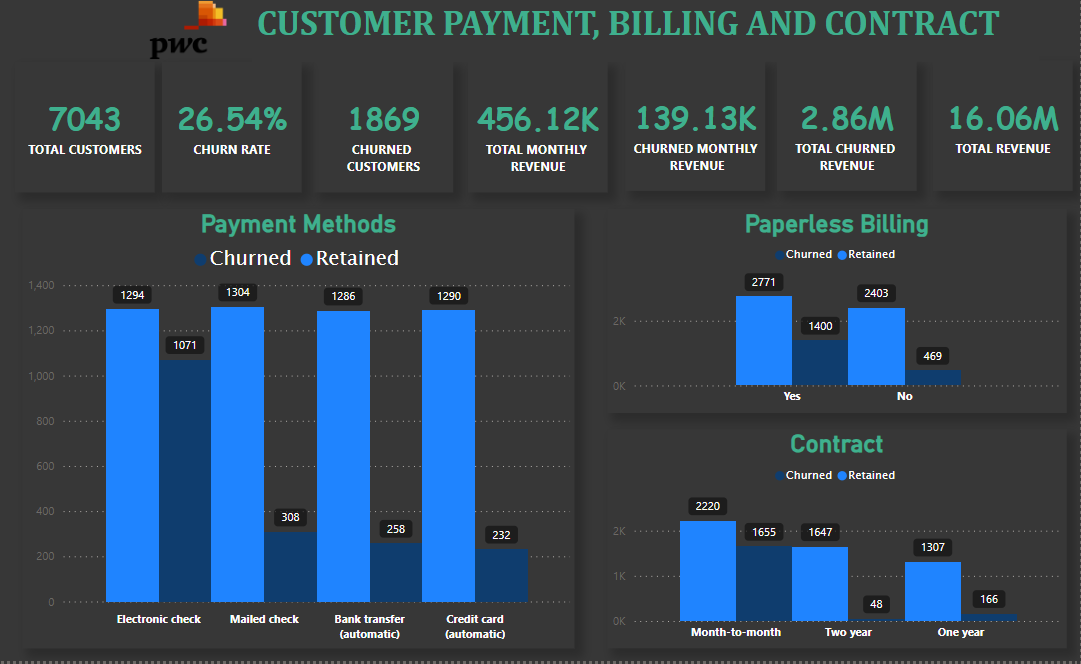 pwc
CUSTOMER PAYMENT, BILLING AND CONTRACT
7043
TOTAL CUSTOMERS
26.54%
CHURN RATE
1869
CHURNED
CUSTOMERS
456.12K
TOTAL MONTHLY
REVENUE
139.13K
CHURNED MONTHLY
REVENUE
2.86M
TOTAL CHURNED
REVENUE
16.06M
TOTAL REVENUE
Payment Methods
Churned Retained
1,400
1,200
1,000
800
600
400
200
0
1294
1071
1304
308
1286
258
1290
232
Electronic check
Mailed check
Bank transfer
(automatic)
Credit card
(automatic)
Paperless Billing
Churned Retained
2K
0K
2771
1400
2403
469
Yes
No
Contract
Churned Retained
2K
1K
0K
2220
1655
1647
48
1307
166
Month-to-month
Two year
One year